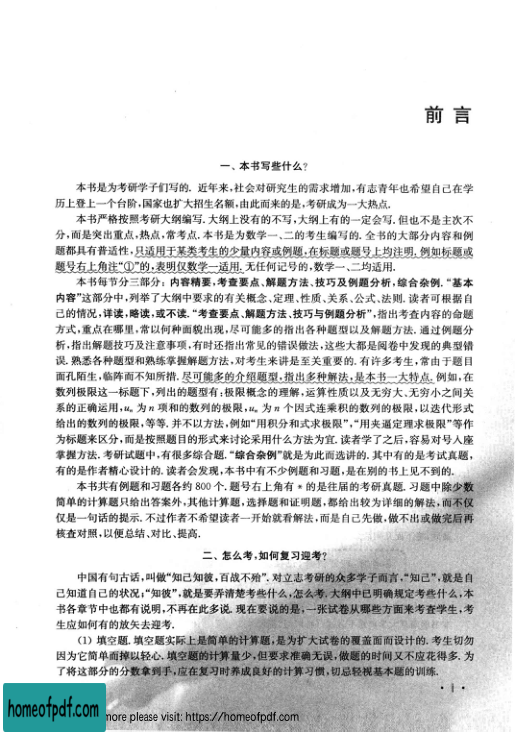 前 言
一、本书写些什么?
本书是为考研学子们写的. 近年来,社会对研究生的需求增加,有志青年也希望自己在学
历上登上一个台阶,国家也扩大招生名额,由此而来的是,考研成为一大热点.
本书严格按照考研大纲编写.大纲上没有的不写,大纲上有的一定会写.但也不是主次不
分,而是突出重点,热点,常考点.本书是为数学一、二的考生编写的.全书的大部分内容和例
题都具有普适性,只适用于某类考生的少量内容或例题,在标题或题号上均注明.例如标题或
题号右上角注“①”的,表明仅数学一适用.无任何记号的,数学一、二均适用.
本书每节分三部分:内容精要,考查要点、解题方法、技巧及例题分析,综合杂例.“基本
内容”这部分中,列举了大纲中要求的有关概念、定理、性质、关系、公式、法则.读者可根据自
己的情况,详读,略读,或不读.“考查要点、解题方法、技巧与例题分析”,指出考查内容的命题
方式,重点在哪里,常以何种面貌出现,尽可能多的指出各种题型以及解题方法.通过例题分
析,指出解题技巧及注意事项,有时还指出常见的错误做法,这些大都是阅卷中发现的典型错
误.熟悉各种题型和熟练掌握解题方法,对考生来讲是至关重要的.有许多考生,常由于题目
面孔陌生,临阵而不知所措.尽可能多的介绍题型,指出多种解法,是本书一大特点.例如,在
数列极限这一标题下,列出的题型有:极限概念的理解,运算性质以及无穷大、无穷小之间关
系的正确运用,uₙ 为 n 项和的数列的极限,uₙ 为 n 个因式连乘积的数列的极限,以迭代形式
给出的数列的极限,等等.并不以方法,例如“用积分和式求极限”,“用夹逼定理求极限”等作
为标题来区分,而是按照题目的形式来讨论采用什么方法为宜.读者学了之后,容易对号入座
掌握方法.考研试题中,有很多综合题.“综合杂例”就是为此而选讲的.其中有的是考试真题,
有的是作者精心设计的.读者会发现,本书中有不少例题和习题,是在别的书上见不到的.
本书共有例题和习题各约 800 个.题号右上角有 * 的是往届的考研真题.习题中除少数
简单的计算题只给出答案外,其他计算题,选择题和证明题,都给出较为详细的解法,而不仅
仅是一句话的提示.不过作者不希望读者一开始就看解法,而是自己先做,做不出或做完后再
核查对照,以便总结、对比、提高.
二、怎么考,如何复习迎考?
中国有句古话,叫做“知己知彼,百战不殆”.对立志考研的众多学子而言,“知己”,就是自
己知道自己的状况;“知彼”,就是要弄清楚考些什么,怎么考.大纲中已明确规定考些什么,本
书各章节中也都有说明,不再在此多说.现在要说的是,一张试卷从哪些方面来考查学生,考
生应如何有的放矢去迎考.
(1) 填空题.填空题实际上是简单的计算题,是为扩大试卷的覆盖面而设计的.考生切勿
因为它简单而掉以轻心.填空题的计算量少,但要求准确无误,做题的时间又不应花得多.为
了将这部分的分数拿到手,应在复习时养成良好的计算习惯,切忌轻视基本题的训练.
· I ·
homeofpdf.com
more please visit: https://homeofpdf.com